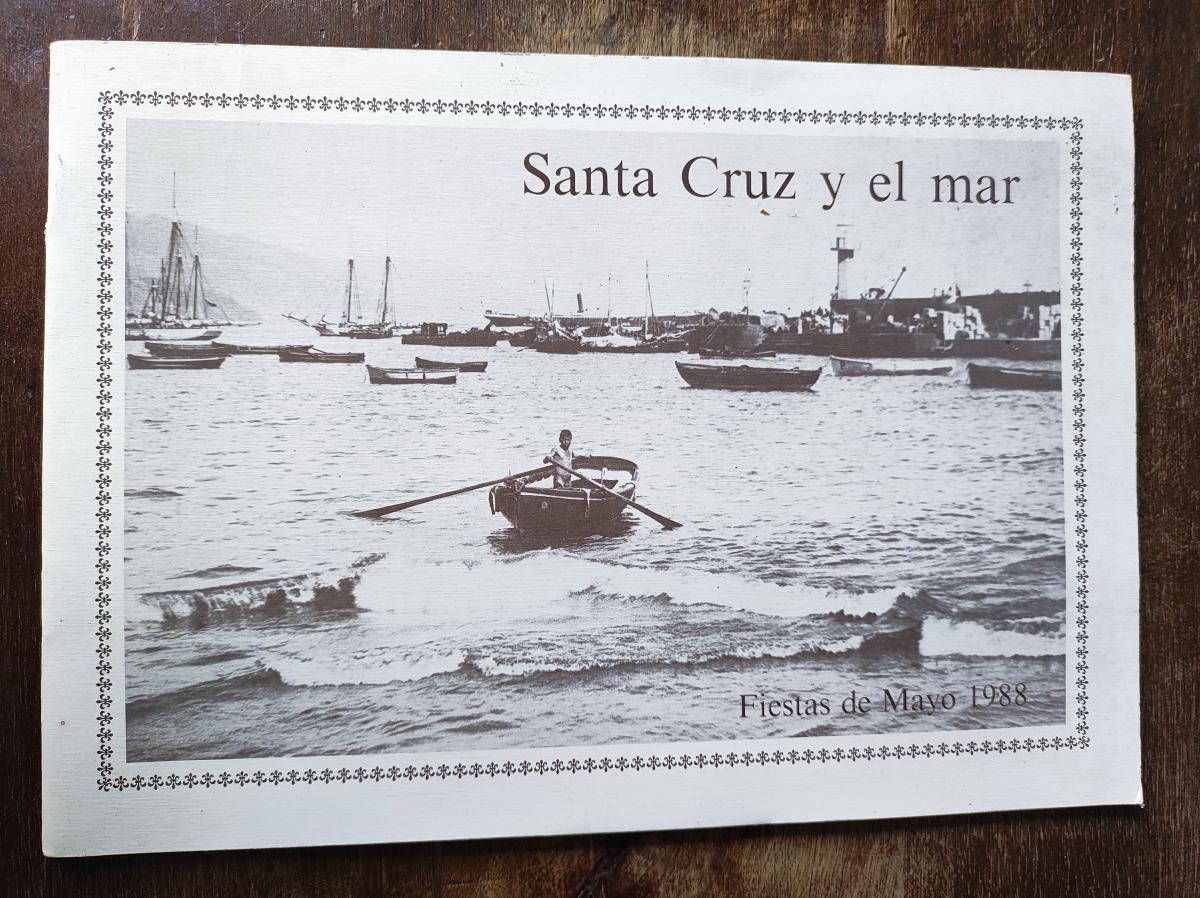 Santa Cruz y el mar
Fiestas de Mayo 1988